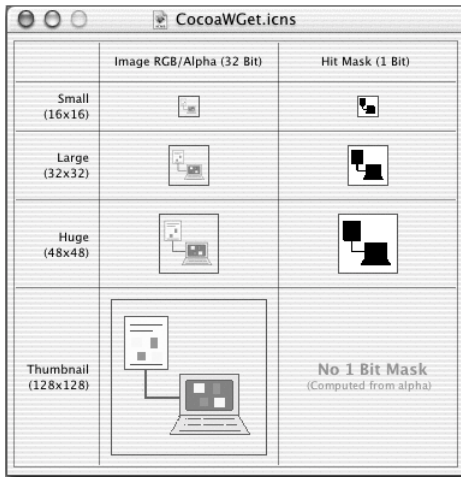 CocoaWGet.icns
Image RGB/Alpha (32 Bit) Hit Mask (1 Bit)
Small
(16x16)
Large
(32x32)
Huge
(48x48)
Thumbnail
(128x128)
No 1 Bit Mask
(Computed from alpha)